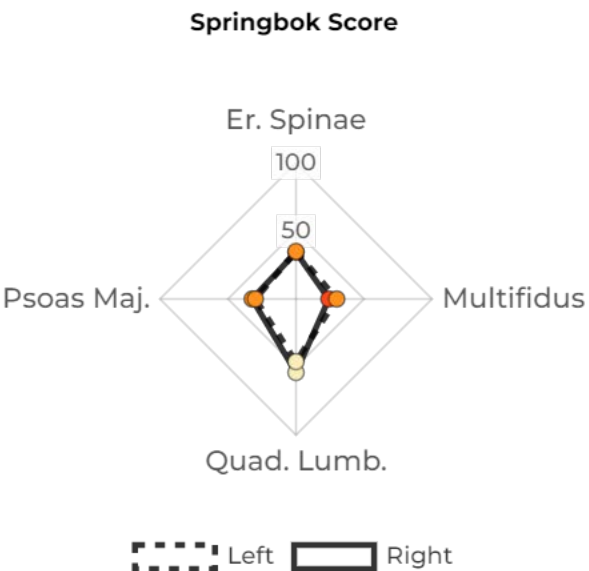 Springbok Score
Er. Spinae
100
50
Psoas Maj.
Multifidus
Quad. Lumb.
Left
Right